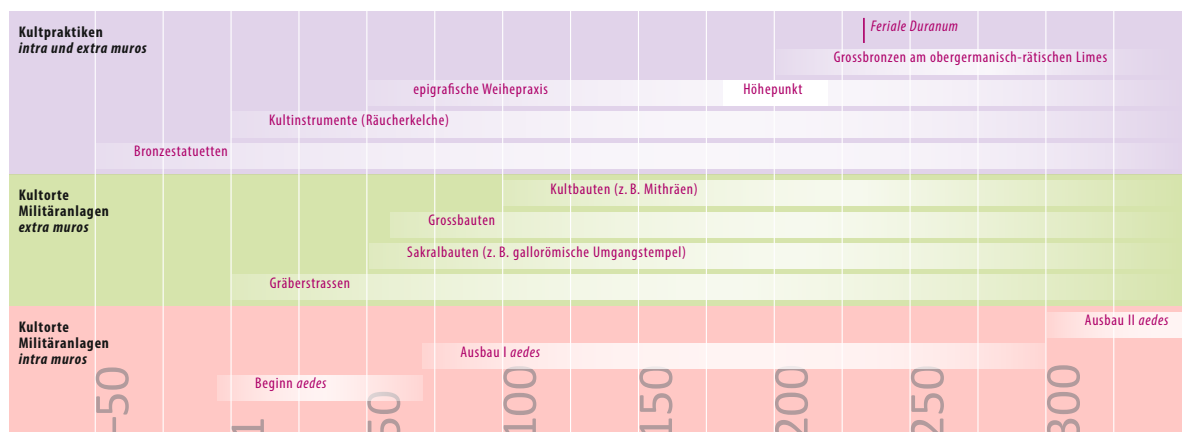 Kultpraktiken
intra und extra muros
Feriale Duranum
Grossbronzen am obergermanisch-rätischen Limes
epigrafische Weihepraxis
Höhepunkt
Kultinstrumente (Räucherkelche)
Bronzestatuetten
Kultorte
Militäranlagen
extra muros
Kultbauten (z. B. Mithräen)
Grossbauten
Sakralbauten (z. B. gallorömische Umgangstempel)
Gräberstrassen
Kultorte
Militäranlagen
intra muros
Ausbau II aedes
Ausbau I aedes
Beginn aedes
–50
1
50
100
150
200
250
300